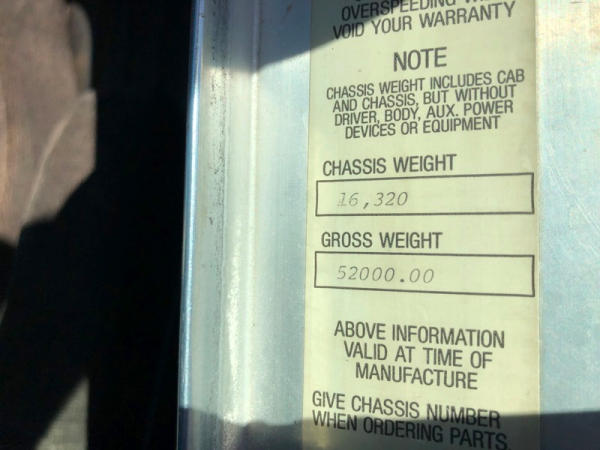 OVERSPEEDING
VOID YOUR WARRANTY
NOTE
CHASSIS WEIGHT INCLUDES CAB
AND CHASSIS, BUT WITHOUT
DRIVER, BODY, AUX. POWER
DEVICES OR EQUIPMENT
CHASSIS WEIGHT
16,320
GROSS WEIGHT
52000.00
ABOVE INFORMATION
VALID AT TIME OF
MANUFACTURE
GIVE CHASSIS NUMBER
WHEN ORDERING PARTS.